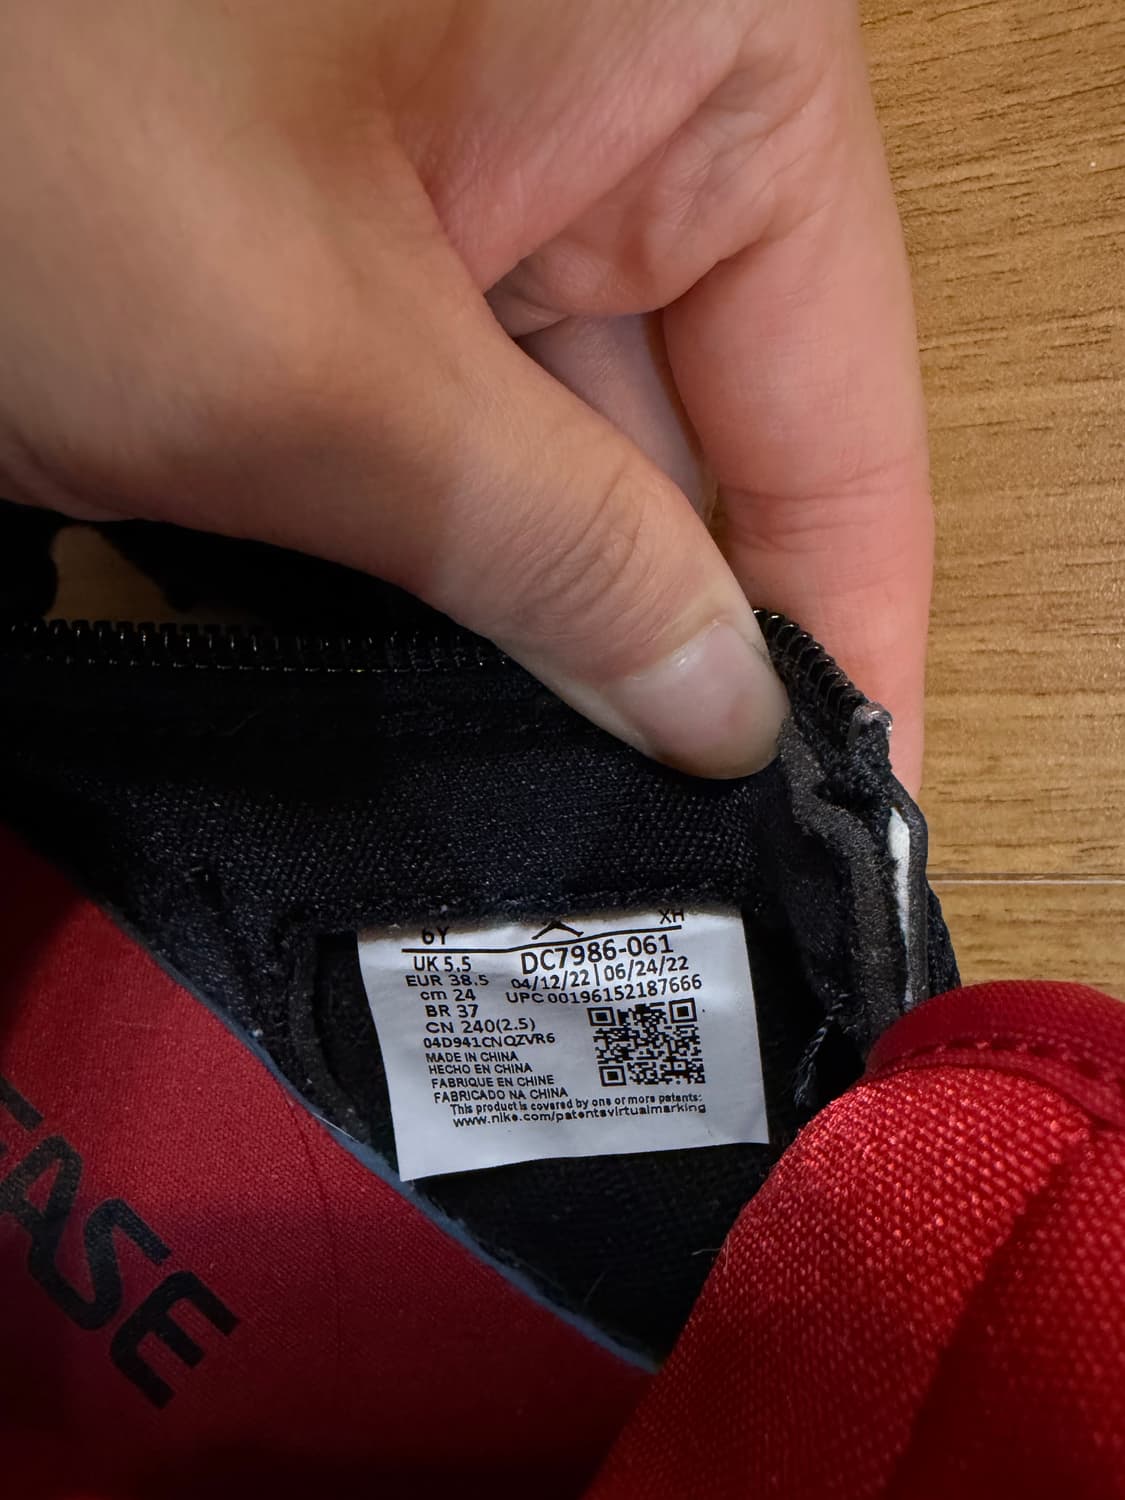 6Y XH
UK 5.5
EUR 38.5
cm 24
BR 37
CN 240(2.5)
04D941CNQZVR6
DC7986-061
04/12/22|06/24/22
UPC 00196152187666
MADE IN CHINA
HECHO EN CHINA
FABRIQUE EN CHINE
FABRICADO NA CHINA
This product is covered by one or more patents:
www.nike.com/patentsvirtualmarking
EASE